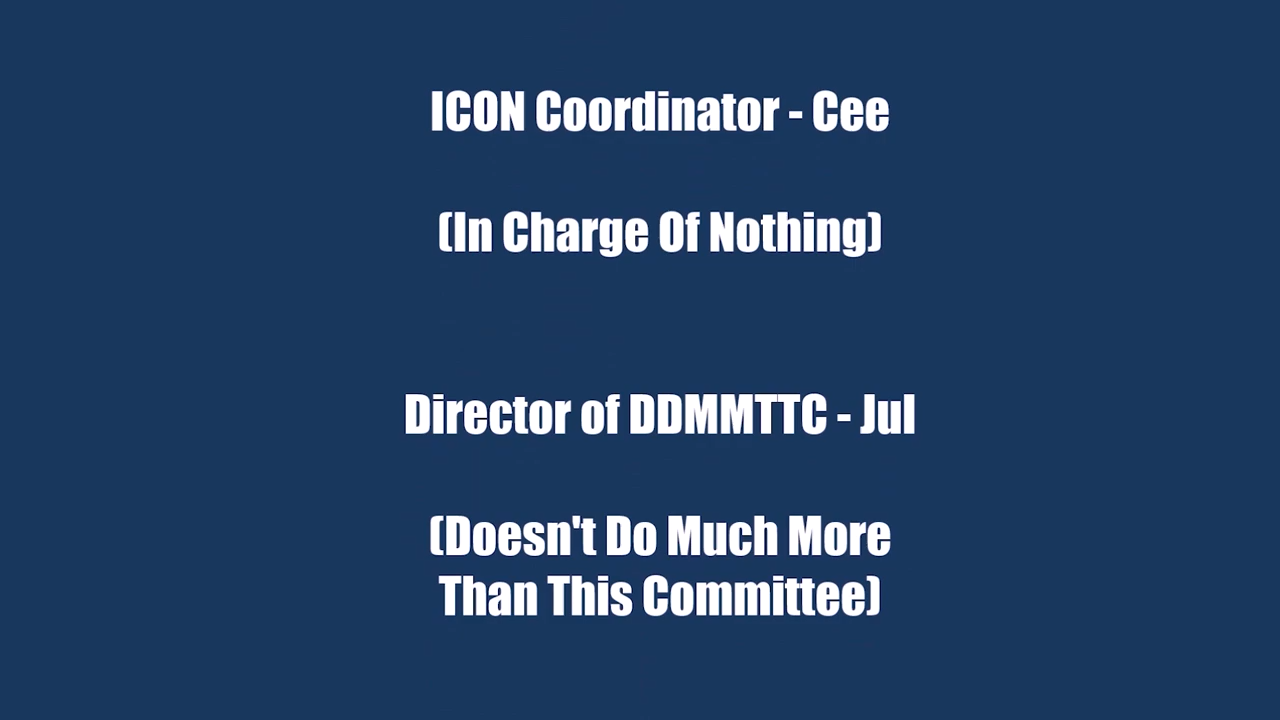 ICON Coordinator - Cee
(In Charge Of Nothing)
Director of DDMMTTC - Jul
(Doesn't Do Much More
Than This Committee)